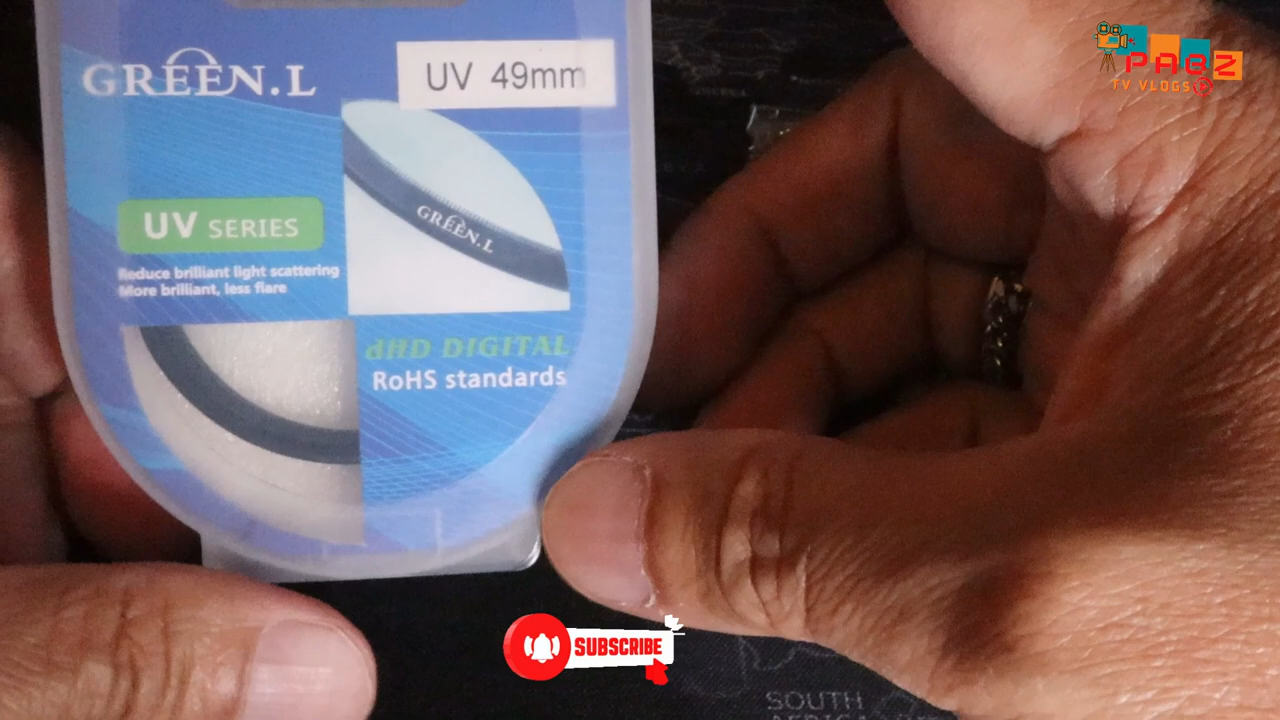 GREEN.L
UV 49mm
PABZ
TV VLOGS
GREEN.L
UV SERIES
Reduce brilliant light scattering
More brilliant, less flare
dHD DIGITAL
RoHS standards
SUBSCRIBE
SOUTH